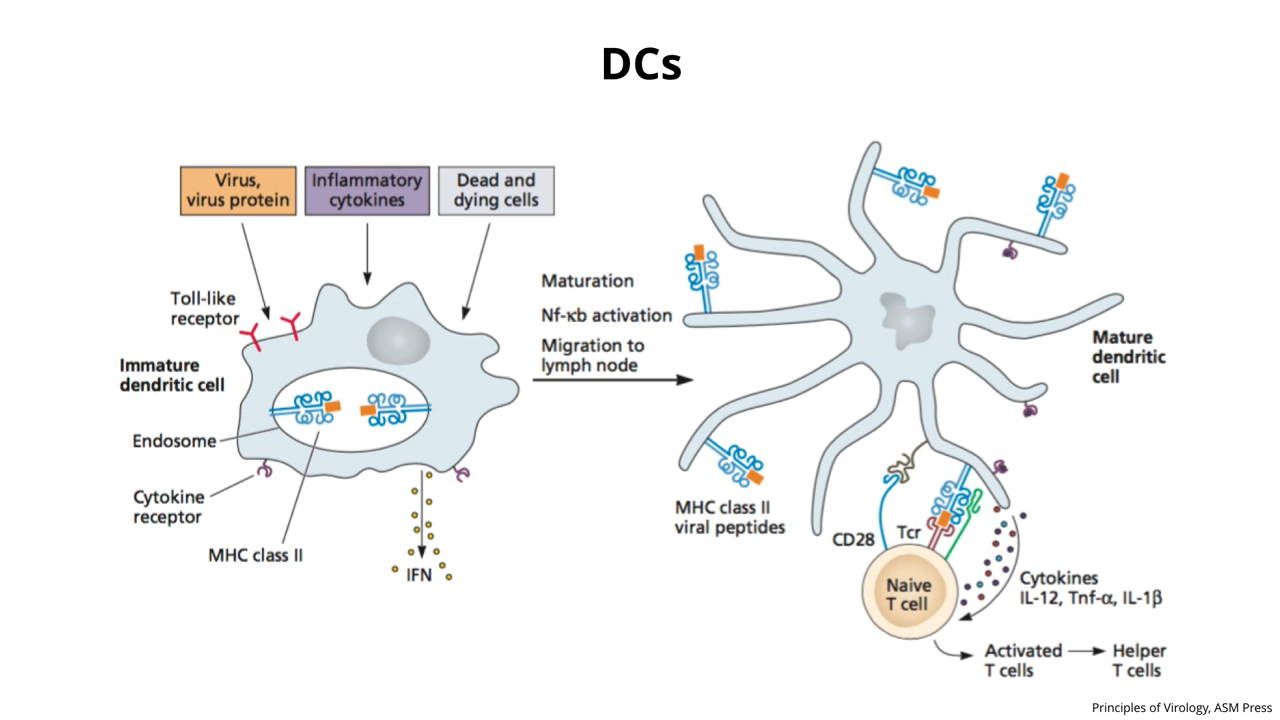 DCs
Virus,
virus protein
Inflammatory
cytokines
Dead and
dying cells
Toll-like
receptor
Immature
dendritic cell
Endosome
Cytokine
receptor
MHC class II
IFN
Maturation
Nf-κb activation
Migration to
lymph node
Mature
dendritic
cell
MHC class II
viral peptides
CD28
Tcr
Naive
T cell
Cytokines
IL-12, Tnf-α, IL-1β
Activated
T cells
Helper
T cells
Principles of Virology, ASM Press